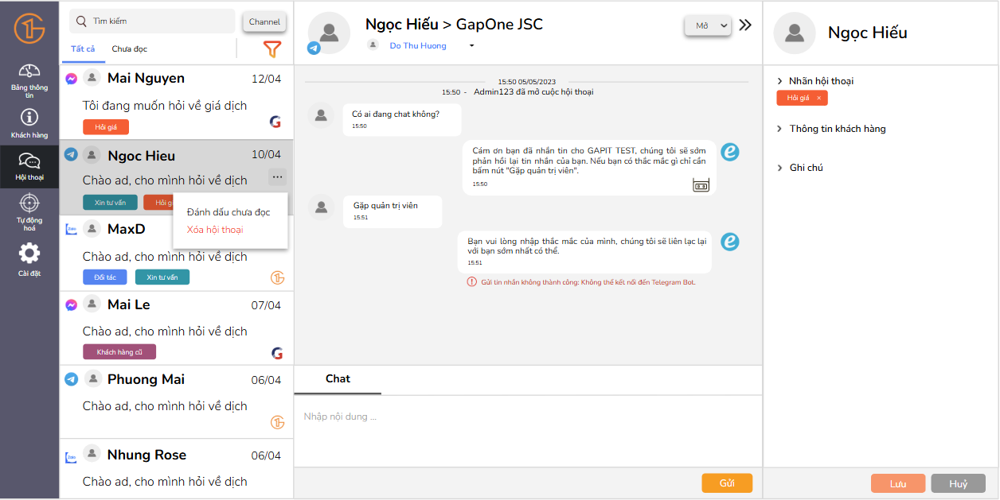 Bảng thông
tin
Khách hàng
Hội thoại
Tự động
hoá
Cài đặt
Tìm kiếm
Channel
Tất cả
Chưa đọc
Mai Nguyen
12/04
Tôi đang muốn hỏi về giá dịch
Hỏi giá
Ngoc Hieu
10/04
Chào ad, cho mình hỏi về dịch
...
Xin tư vấn
Hỏi g
Đánh dấu chưa đọc
Xóa hội thoại
Zalo
MaxD
Chào ad, cho mình hỏi về dịch
Đối tác
Xin tư vấn
Mai Le
07/04
Chào ad, cho mình hỏi về dịch
Khách hàng cũ
Phuong Mai
06/04
Chào ad, cho mình hỏi về dịch
Zalo
Nhung Rose
06/04
Chào ad, cho mình hỏi về dịch
Ngọc Hiếu > GapOne JSC
Do Thu Huong
Mở
15:50 05/05/2023
15:50 - Admin123 đã mở cuộc hội thoại
Có ai đang chat không?
15:50
Cám ơn bạn đã nhắn tin cho GAPIT TEST, chúng tôi sẽ sớm
phản hồi lại tin nhắn của bạn. Nếu bạn có thắc mắc gì chỉ cần
bấm nút "Gặp quản trị viên".
15:50
Gặp quản trị viên
15:51
Bạn vui lòng nhập thắc mắc của mình, chúng tôi sẽ liên lạc lại
với bạn sớm nhất có thể.
15:51
Gửi tin nhắn không thành công: Không thể kết nối đến Telegram Bot.
Chat
Nhập nội dung ...
Gửi
Ngọc Hiếu
Nhãn hội thoại
Hỏi giá ×
Thông tin khách hàng
Ghi chú
Lưu
Huỷ